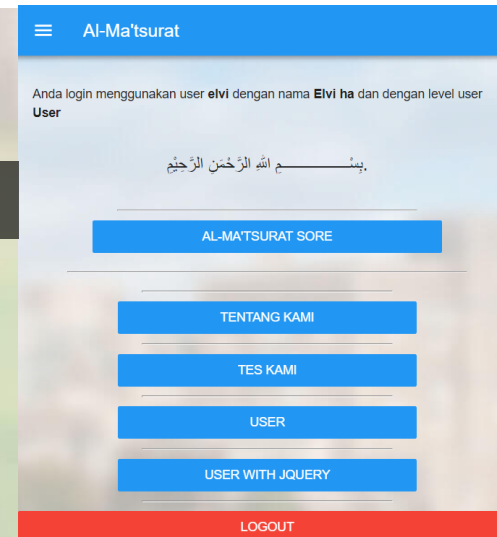 Al-Ma'tsurat
Anda login menggunakan user elvi dengan nama Elvi ha dan dengan level user
User
بِسْــــــــــــــــمِ اللهِ الرَّحْمَنِ الرَّحِيْمِ.
AL-MA'TSURAT SORE
TENTANG KAMI
TES KAMI
USER
USER WITH JQUERY
LOGOUT